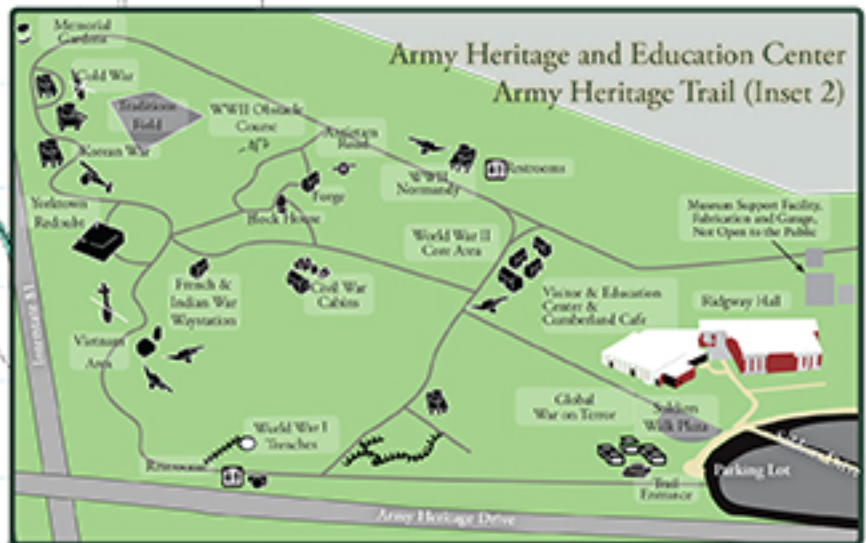 Army Heritage and Education Center
Army Heritage Trail (Inset 2)
Memorial
Gardens
Cold War
Traditions
Field
WWII Obstacle
Course
Antietam
Road
Korean War
WWII
Normandy
Restrooms
Forge
Yorktown
Redoubt
Block House
World War II
Core Area
Museum Support Facility,
Fabrication and Garage,
Not Open to the Public
French &
Indian War
Waystation
Civil War
Cabins
Visitor & Education
Center &
Cumberland Cafe
Ridgway Hall
Interstate 81
Vietnam
Area
Global
War on Terror
Soldiers
Walk Plaza
World War I
Trenches
Restrooms
Parking Lot
Trail
Entrance
Army Heritage Drive